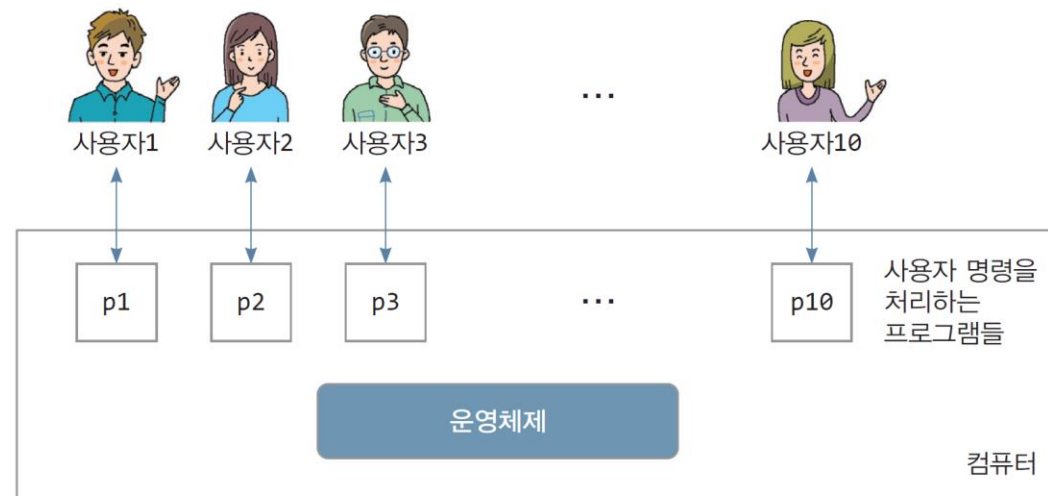 사용자1
사용자2
사용자3
...
사용자10
p1
p2
p3
...
p10
사용자 명령을
처리하는
프로그램들
운영체제
컴퓨터